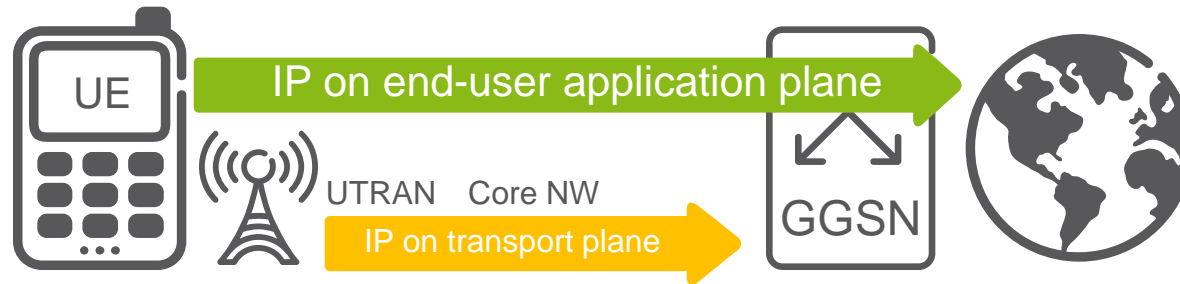 UE
IP on end-user application plane
UTRAN Core NW
IP on transport plane
GGSN